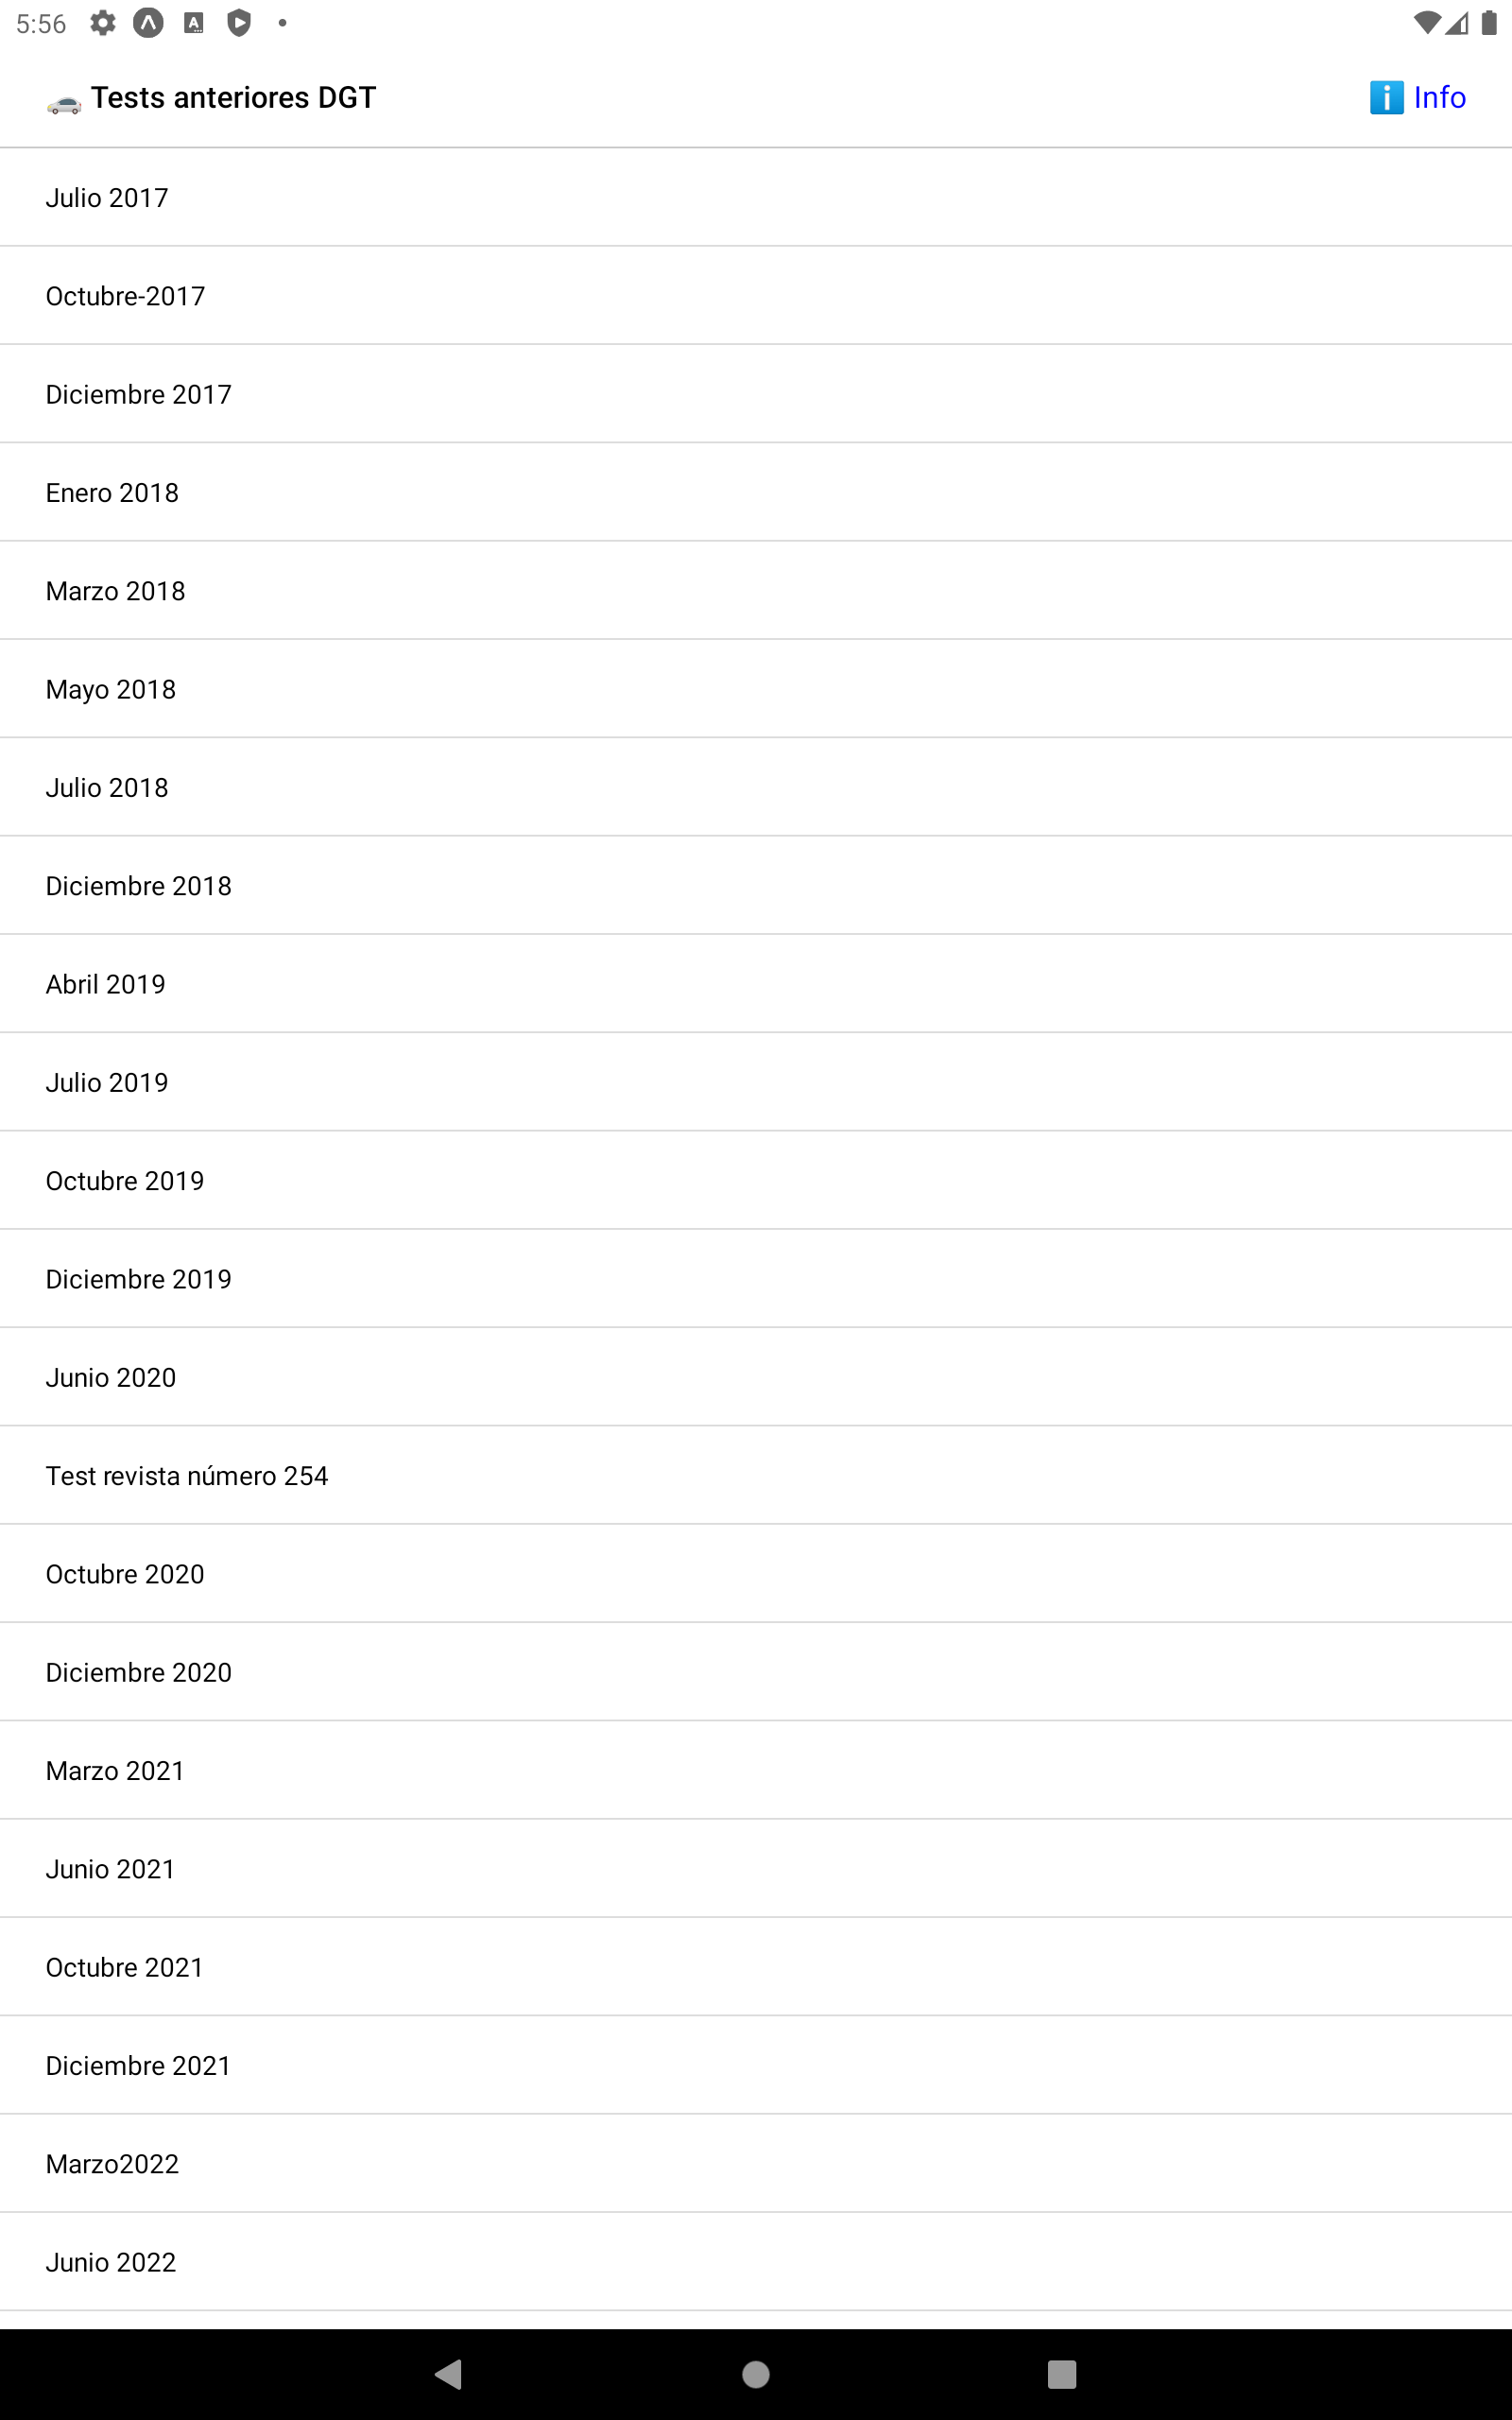 5:56
Tests anteriores DGT
Info
Julio 2017
Octubre-2017
Diciembre 2017
Enero 2018
Marzo 2018
Mayo 2018
Julio 2018
Diciembre 2018
Abril 2019
Julio 2019
Octubre 2019
Diciembre 2019
Junio 2020
Test revista número 254
Octubre 2020
Diciembre 2020
Marzo 2021
Junio 2021
Octubre 2021
Diciembre 2021
Marzo2022
Junio 2022